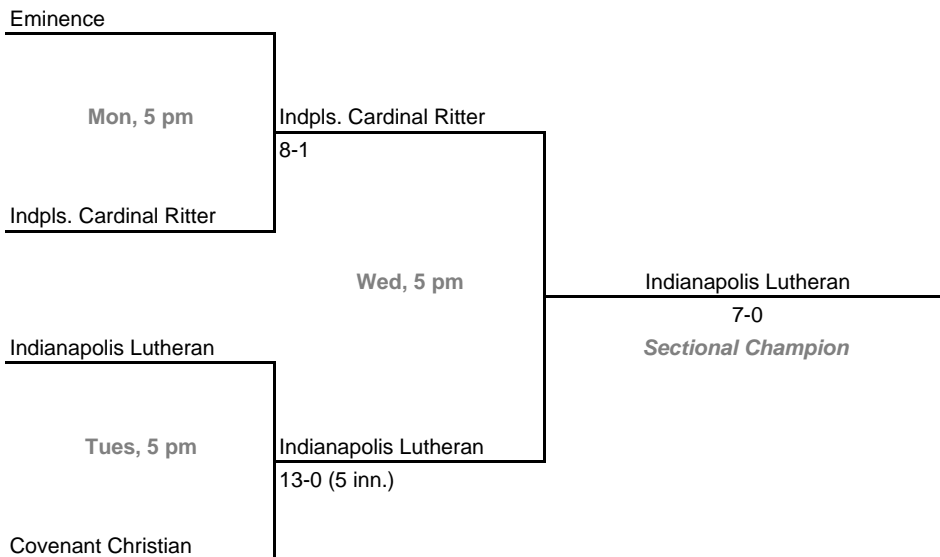 Eminence
Mon, 5 pm
Indpls. Cardinal Ritter
8-1
Indpls. Cardinal Ritter
Wed, 5 pm
Indianapolis Lutheran
7-0
Indianapolis Lutheran
Sectional Champion
Tues, 5 pm
Indianapolis Lutheran
13-0 (5 inn.)
Covenant Christian